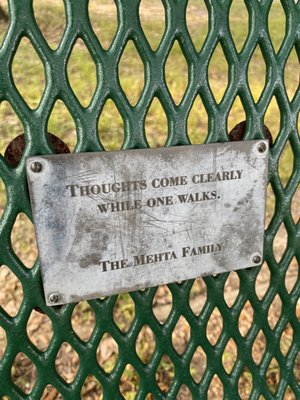 Thoughts come clearly
while one walks.
The Mehta Family